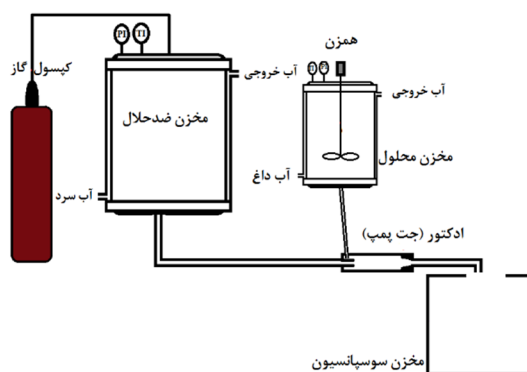 PI TI
همزن
کپسول گاز
آب خروجی
مخزن ضدحلال
آب خروجی
مخزن محلول
آب داغ
آب سرد
ادکتور (جت پمپ)
مخزن سوسپانسیون